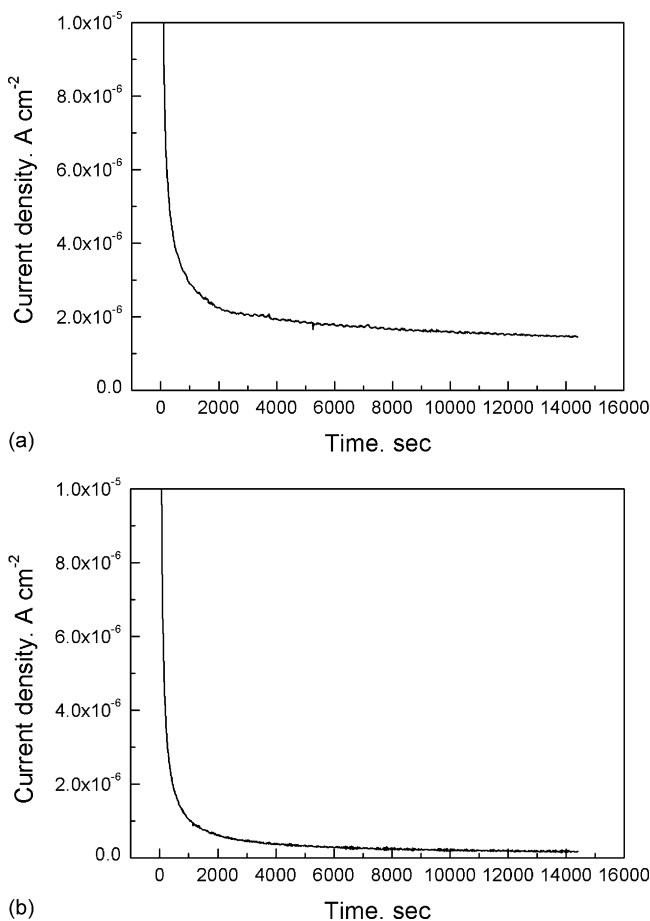 1.0x10⁻⁵
8.0x10⁻⁶
6.0x10⁻⁶
4.0x10⁻⁶
2.0x10⁻⁶
0.0
Current density. A cm⁻²
0 2000 4000 6000 8000 10000 12000 14000 16000
Time. sec
(a)
1.0x10⁻⁵
8.0x10⁻⁶
6.0x10⁻⁶
4.0x10⁻⁶
2.0x10⁻⁶
0.0
Current density. A cm⁻²
0 2000 4000 6000 8000 10000 12000 14000 16000
Time. sec
(b)